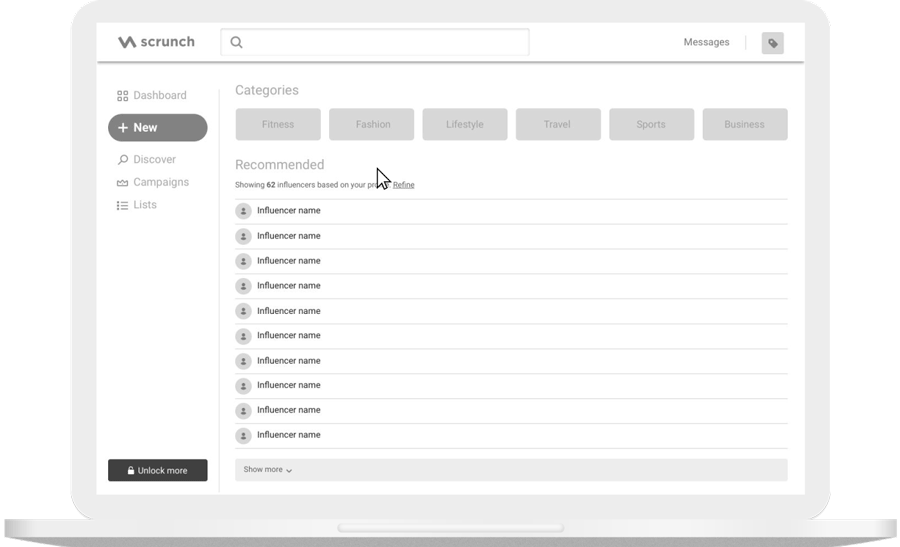 scrunch
Messages
Dashboard
New
Discover
Campaigns
Lists
Unlock more
Categories
Fitness
Fashion
Lifestyle
Travel
Sports
Business
Recommended
Showing 62 influencers based on your Refine
Influencer name
Influencer name
Influencer name
Influencer name
Influencer name
Influencer name
Influencer name
Influencer name
Influencer name
Influencer name
Show more